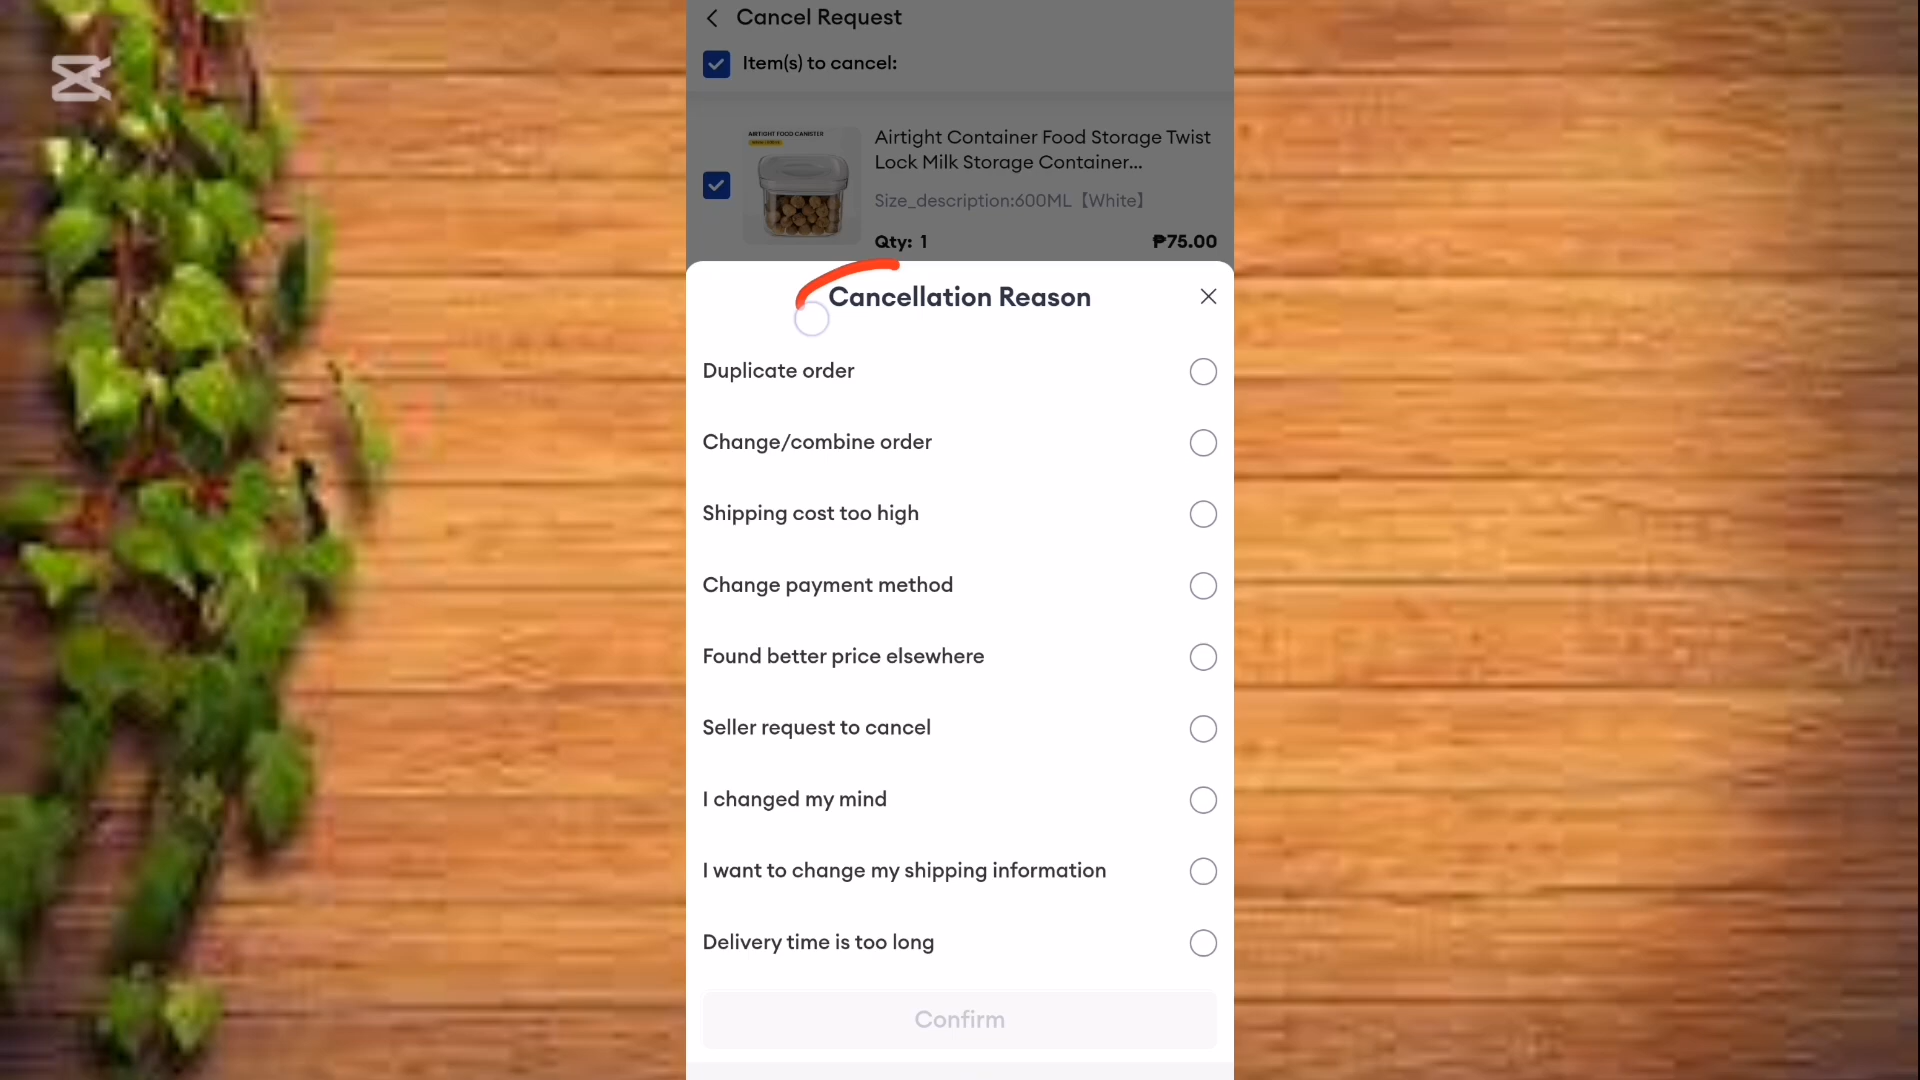 Cancel Request
Item(s) to cancel:
AIRTIGHT FOOD CANISTER
Airtight Container Food Storage Twist
Lock Milk Storage Container...
Size_description:600ML【White】
Qty: 1
₱75.00
Cancellation Reason
Duplicate order
Change/combine order
Shipping cost too high
Change payment method
Found better price elsewhere
Seller request to cancel
I changed my mind
I want to change my shipping information
Delivery time is too long
Confirm